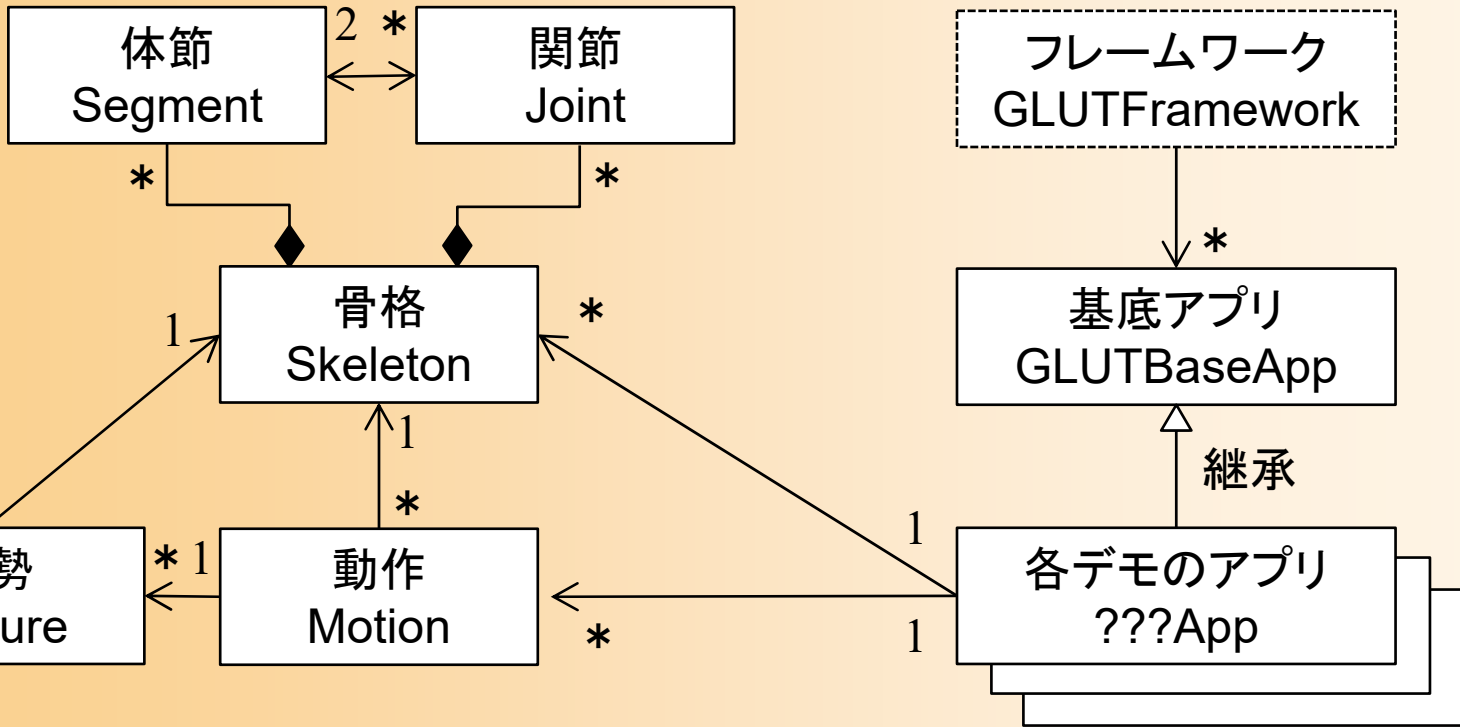 体節
Segment
2 *
関節
Joint
フレームワーク
GLUTFramework
*
*
*
骨格
Skeleton
1
*
基底アプリ
GLUTBaseApp
1
*
継承
勢
ure
* 1
動作
Motion
*
1
1
各デモのアプリ
???App